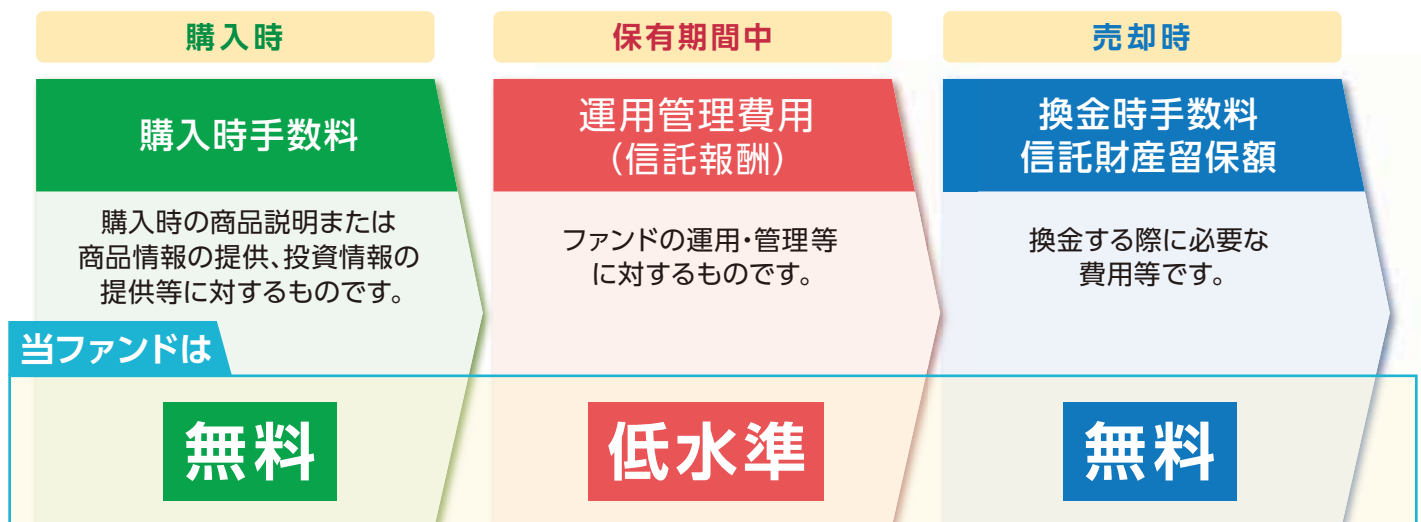 購入時
購入時手数料
購入時の商品説明または
商品情報の提供、投資情報の
提供等に対するものです。
保有期間中
運用管理費用
(信託報酬)
ファンドの運用・管理等
に対するものです。
売却時
換金時手数料
信託財産留保額
換金する際に必要な
費用等です。
当ファンドは
無料
低水準
無料